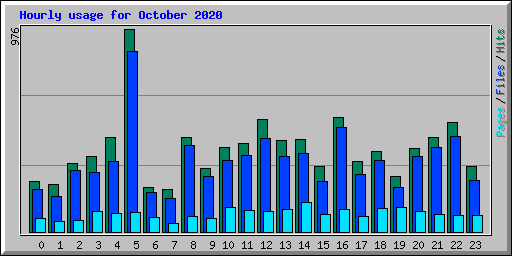 Hourly usage for October 2020
976
Pages / Files / Hits
0 1 2 3 4 5 6 7 8 9 10 11 12 13 14 15 16 17 18 19 20 21 22 23